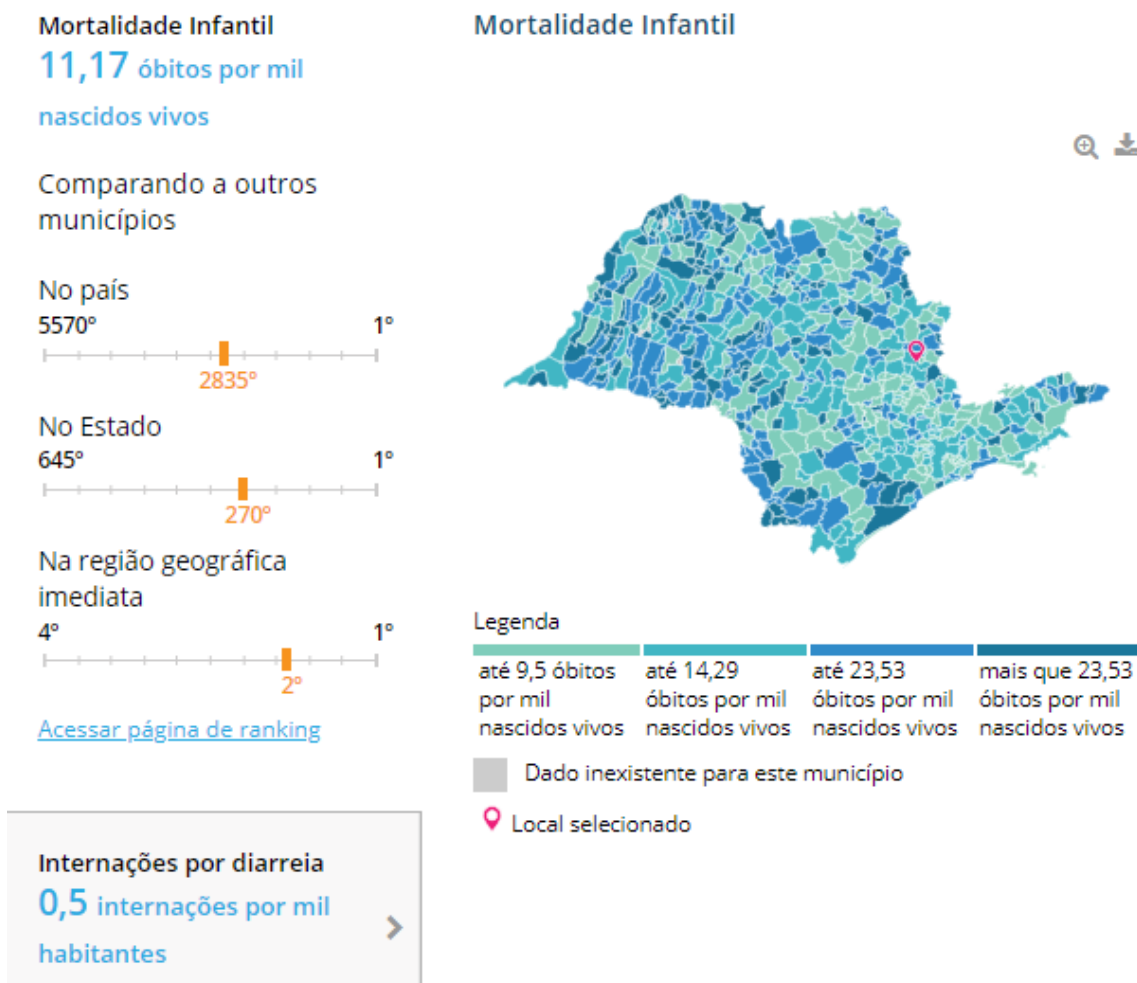 Mortalidade Infantil
11,17 óbitos por mil
nascidos vivos
Comparando a outros
municípios
No país
5570º 1º
2835º
No Estado
645º 1º
270º
Na região geográfica
imediata
4º 1º
2º
Acessar página de ranking
Internações por diarreia
0,5 internações por mil
habitantes
Mortalidade Infantil
Legenda
até 9,5 óbitos
por mil
nascidos vivos
até 14,29
óbitos por mil
nascidos vivos
até 23,53
óbitos por mil
nascidos vivos
mais que 23,53
óbitos por mil
nascidos vivos
Dado inexistente para este município
Local selecionado